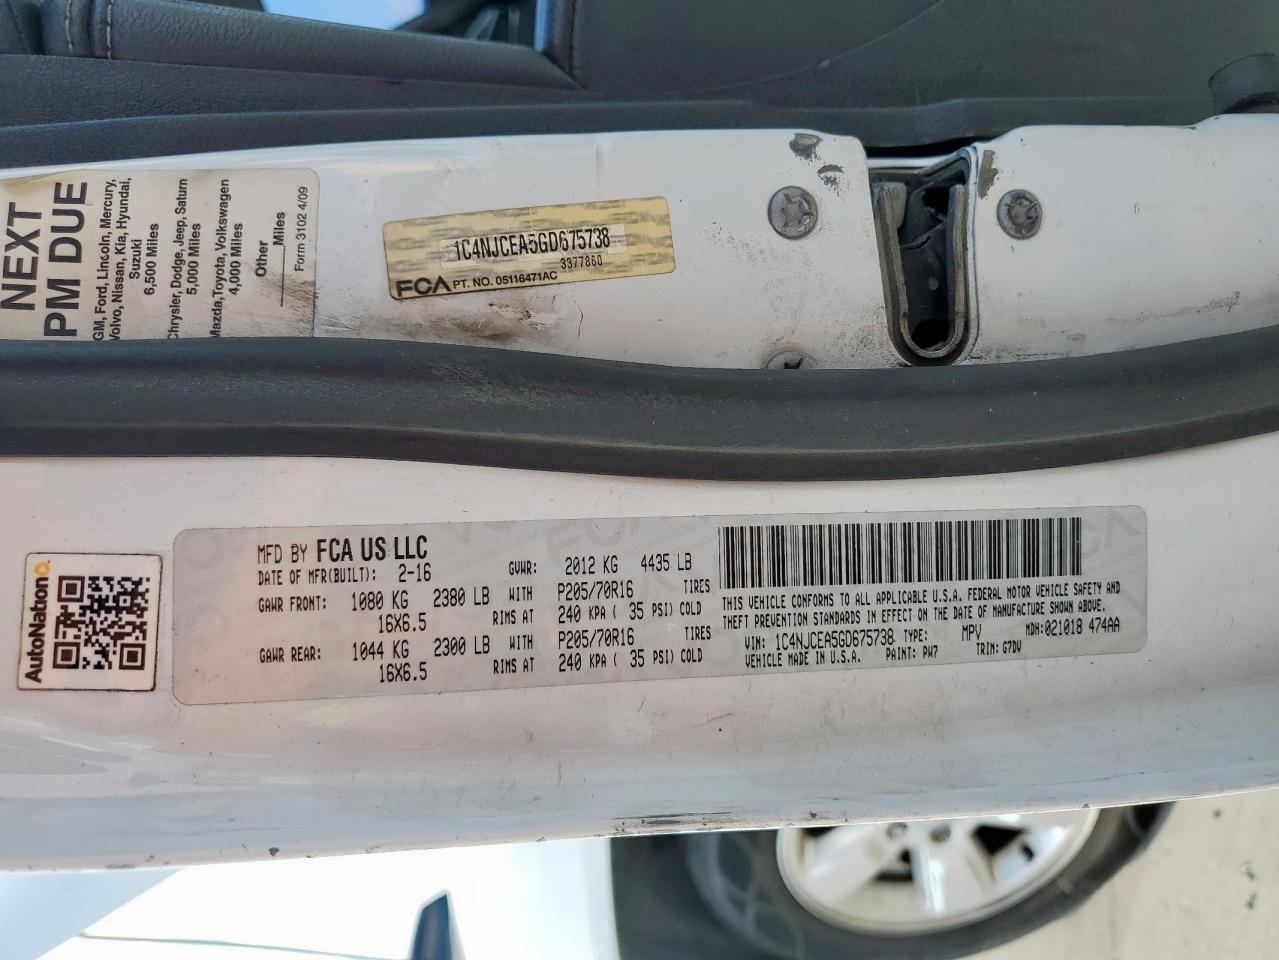 NEXT
PM DUE
GM, Ford, Lincoln, Mercury,
Volvo, Nissan, Kia, Hyundai,
Suzuki
6,500 Miles
Chrysler, Dodge, Jeep, Saturn
5,000 Miles
Mazda, Toyota, Volkswagen
4,000 Miles
Other
Miles
Form 3102 4/09
1C4NJCEA5GD675738
3377860
FCA PT. NO. 05116471AC
AutoNation
MFD BY FCA US LLC
DATE OF MFR(BUILT): 2-16 GVWR: 2012 KG 4435 LB
GAWR FRONT: 1080 KG 2380 LB WITH P205/70R16 TIRES
16X6.5 RIMS AT 240 KPA ( 35 PSI) COLD
GAWR REAR: 1044 KG 2300 LB WITH P205/70R16 TIRES
16X6.5 RIMS AT 240 KPA ( 35 PSI) COLD
THIS VEHICLE CONFORMS TO ALL APPLICABLE U.S.A. FEDERAL MOTOR VEHICLE SAFETY AND
THEFT PREVENTION STANDARDS IN EFFECT ON THE DATE OF MANUFACTURE SHOWN ABOVE.
VIN: 1C4NJCEA5GD675738 TYPE: MPV MDH:021018 474AA
VEHICLE MADE IN U.S.A. PAINT: PW7 TRIM: G7DV